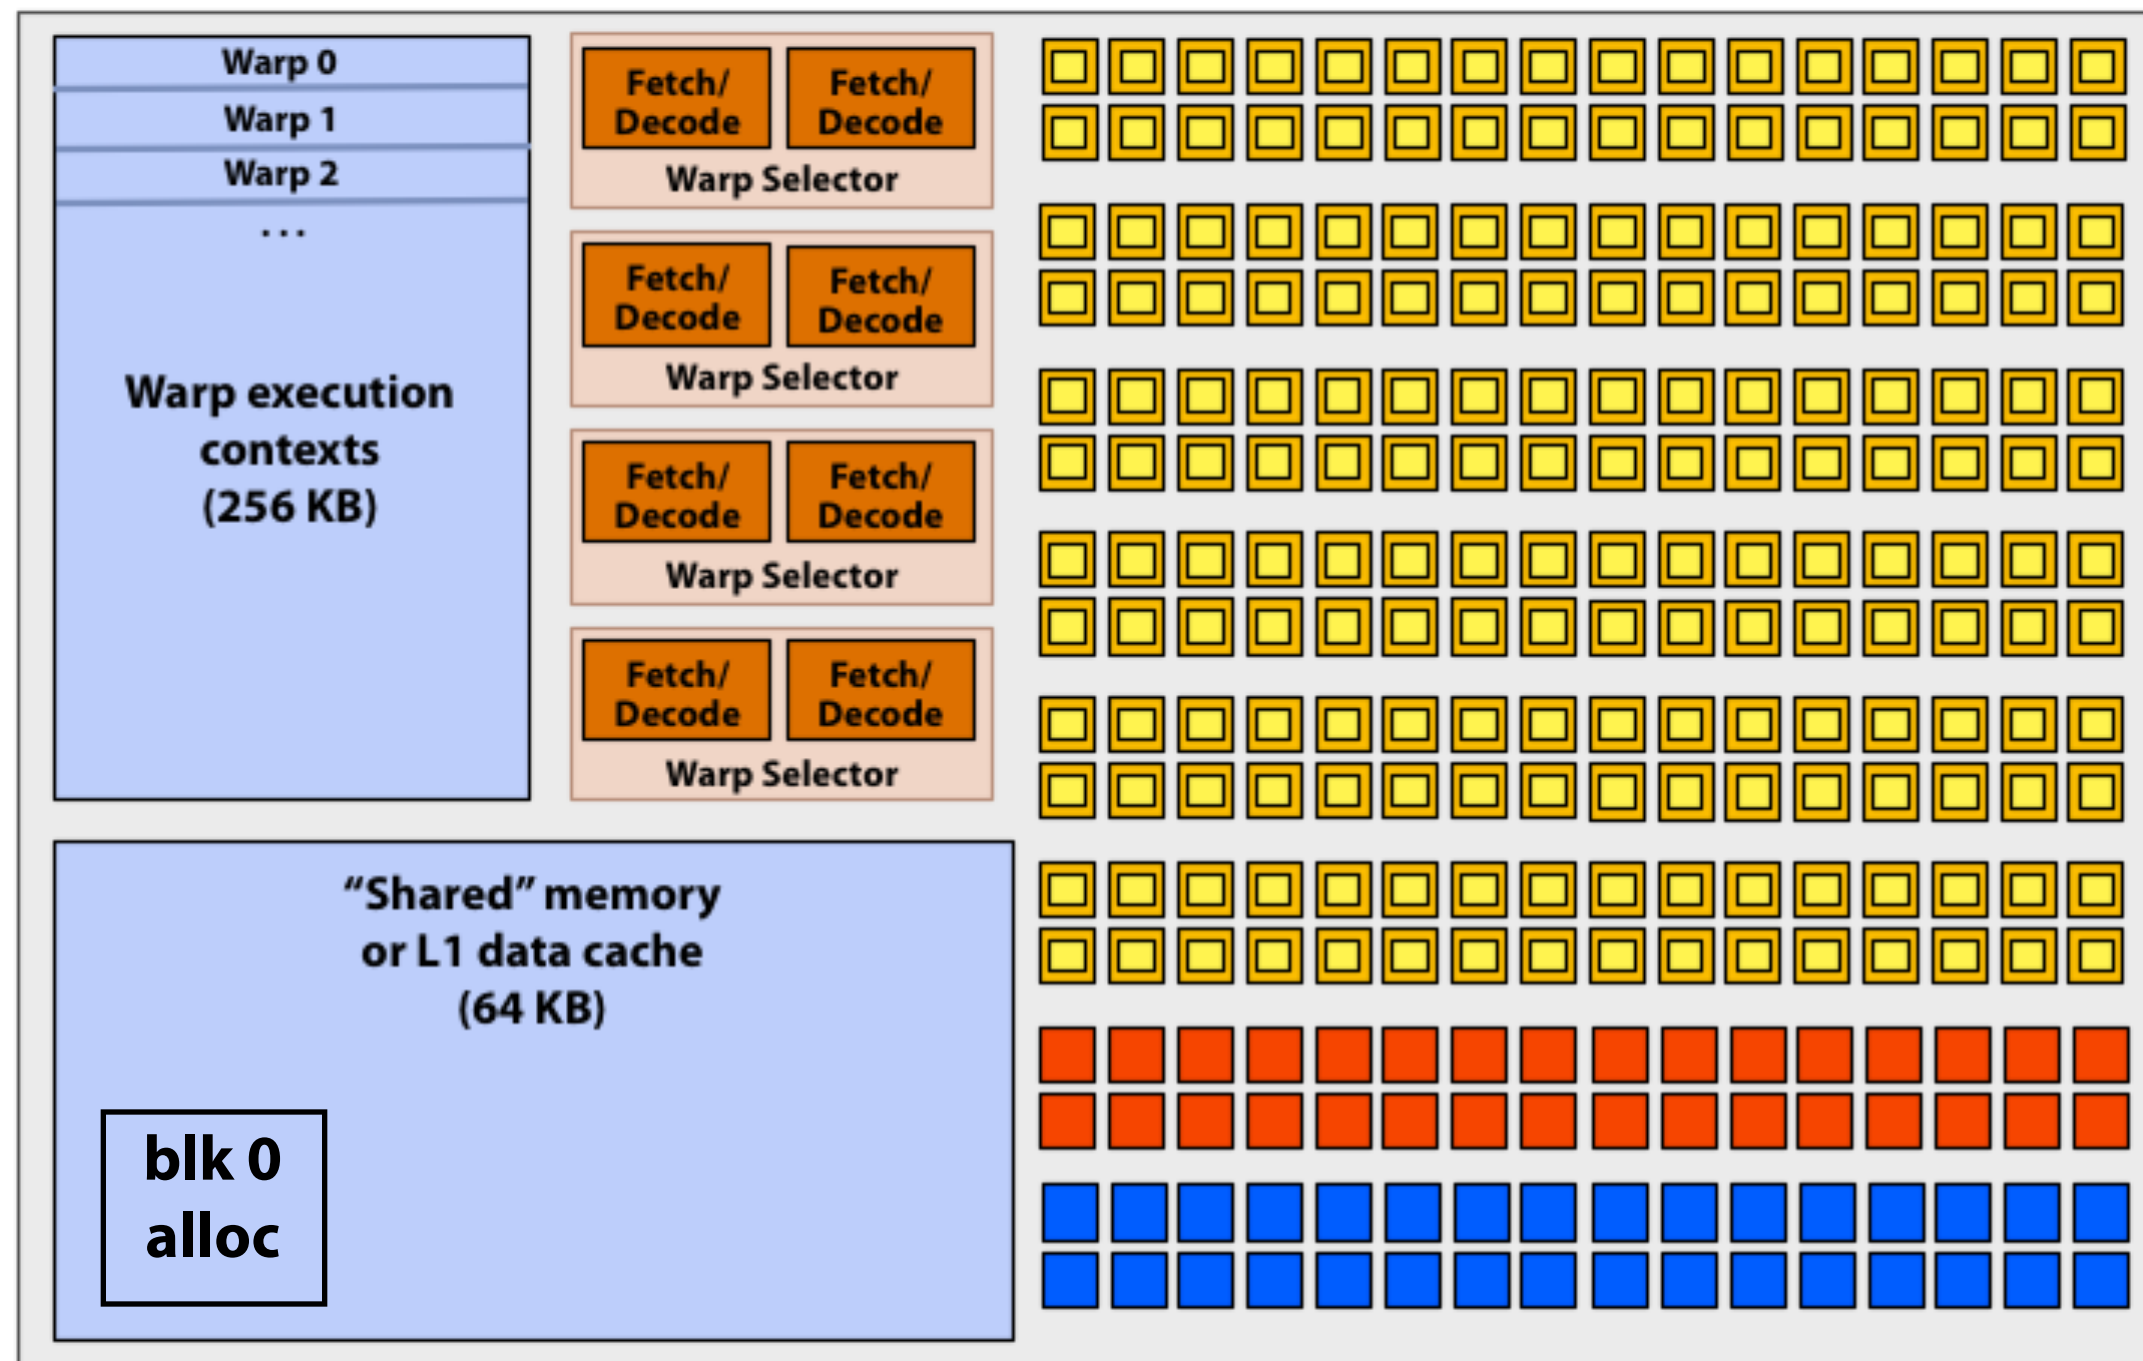 Warp 0
Warp 1
Warp 2
...
Warp execution
contexts
(256 KB)
Fetch/
Decode
Fetch/
Decode
Warp Selector
Fetch/
Decode
Fetch/
Decode
Warp Selector
Fetch/
Decode
Fetch/
Decode
Warp Selector
Fetch/
Decode
Fetch/
Decode
Warp Selector
“Shared” memory
or L1 data cache
(64 KB)
blk 0
alloc